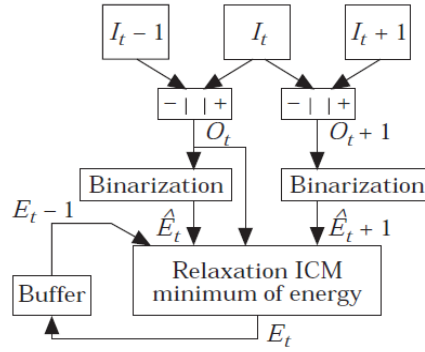 I_t − 1
I_t
I_t + 1
− | | +
− | | +
O_t
O_t + 1
Binarization
Binarization
E_t − 1
Ê_t
Ê_t + 1
Relaxation ICM
minimum of energy
Buffer
E_t